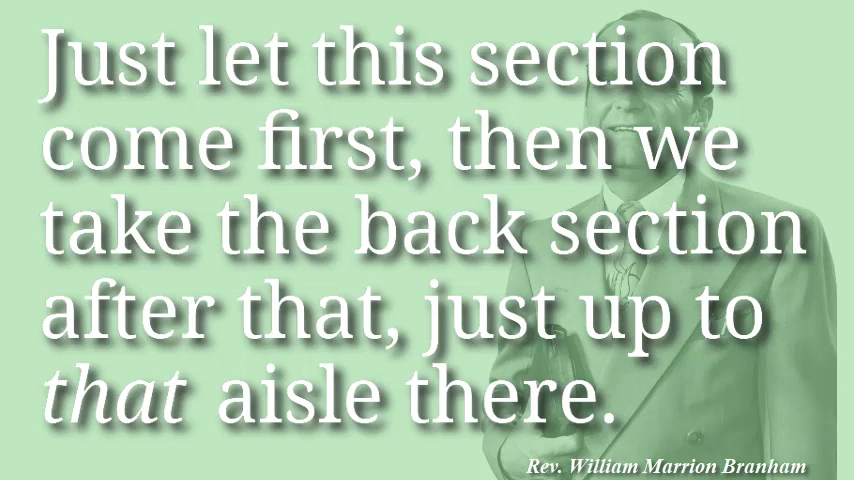 Just let this section
come first, then we
take the back section
after that, just up to
that aisle there.
Rev. William Marrion Branham